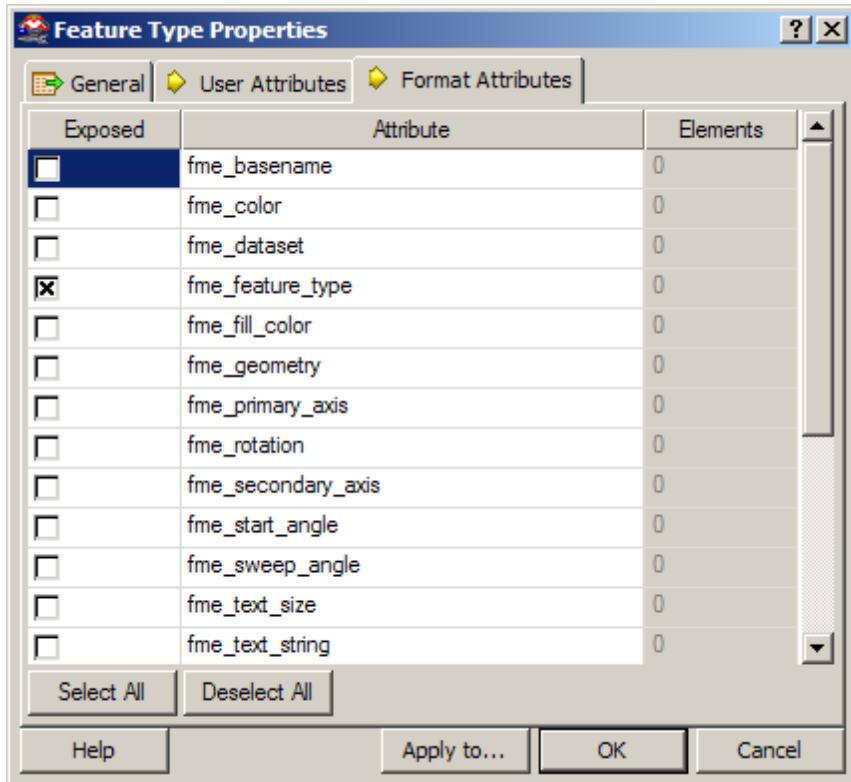 Feature Type Properties
General User Attributes Format Attributes
Exposed Attribute Elements
fme_basename 0
fme_color 0
fme_dataset 0
fme_feature_type 0
fme_fill_color 0
fme_geometry 0
fme_primary_axis 0
fme_rotation 0
fme_secondary_axis 0
fme_start_angle 0
fme_sweep_angle 0
fme_text_size 0
fme_text_string 0
Select All Deselect All
Help Apply to... OK Cancel